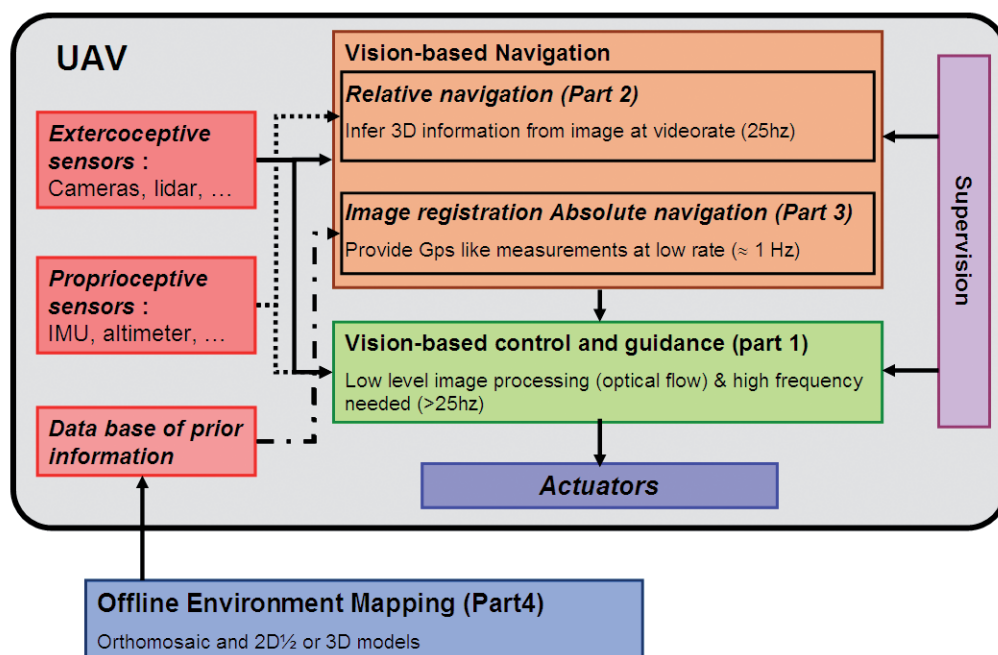 UAV
Extercoceptive
sensors :
Cameras, lidar, …
Proprioceptive
sensors :
IMU, altimeter, …
Data base of prior
information
Vision-based Navigation
Relative navigation (Part 2)
Infer 3D information from image at videorate (25hz)
Image registration Absolute navigation (Part 3)
Provide Gps like measurements at low rate (≈ 1 Hz)
Vision-based control and guidance (part 1)
Low level image processing (optical flow) & high frequency
needed (>25hz)
Actuators
Supervision
Offline Environment Mapping (Part4)
Orthomosaic and 2D½ or 3D models